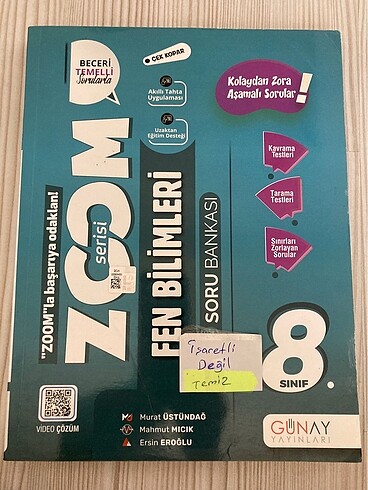 BECERİ
TEMELLİ
Sorularla
ÇEK KOPAR
Akıllı Tahta
Uygulaması
Uzaktan
Eğitim Desteği
Kolaydan Zora
Aşamalı Sorular!
Kavrama
Testleri
Tarama
Testleri
Sınırları
Zorlayan
Sorular
"ZOOM"la başarıya odaklan!
ZOOM
serisi
FEN BİLİMLERİ
SORU BANKASI
İşaretli
Değil
Temiz
8.
SINIF
VİDEO ÇÖZÜM
Murat ÜSTÜNDAĞ
Mahmut MICIK
Ersin EROĞLU
GÜNAY
YAYINLARI